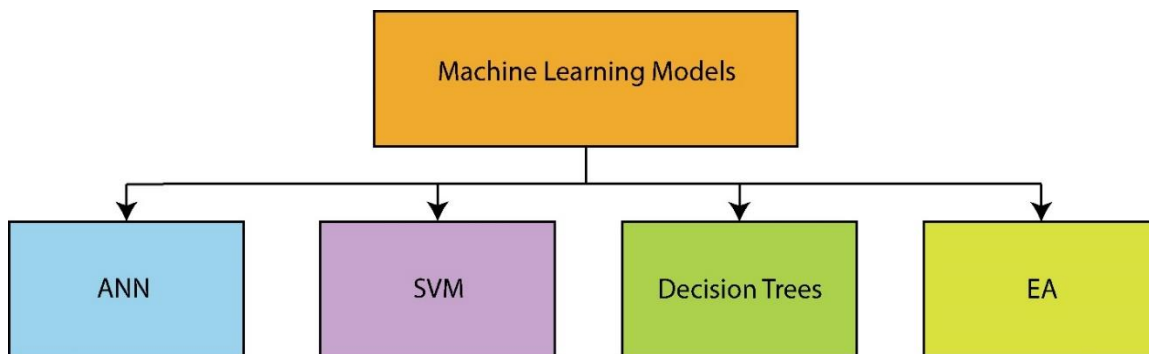 Machine Learning Models
ANN
SVM
Decision Trees
EA